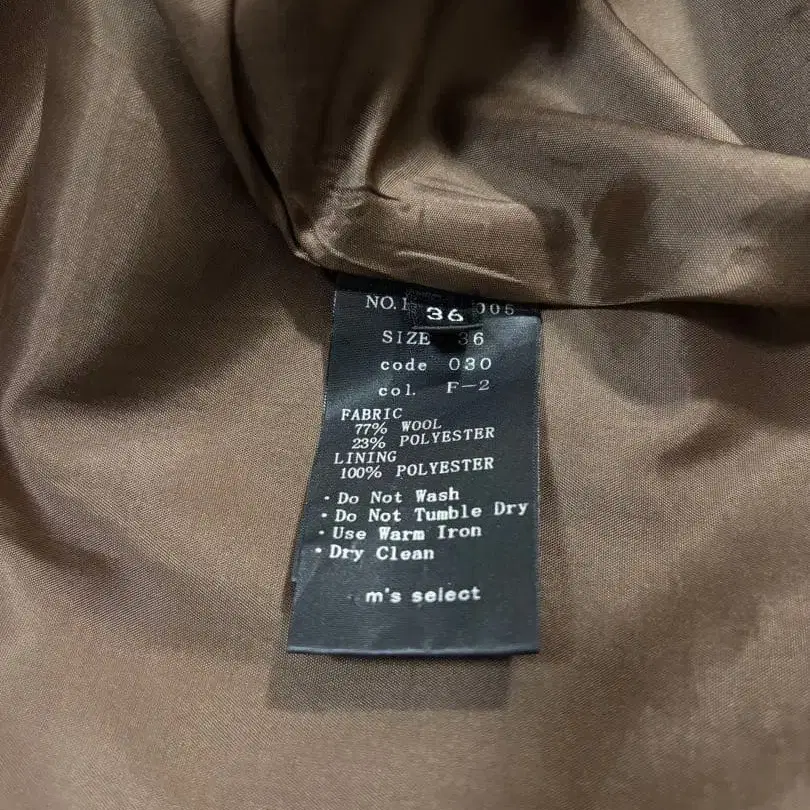 NO.
36
005
SIZE 36
code 030
col. F-2
FABRIC
77% WOOL
23% POLYESTER
LINING
100% POLYESTER
・Do Not Wash
・Do Not Tumble Dry
・Use Warm Iron
・Dry Clean
m's select